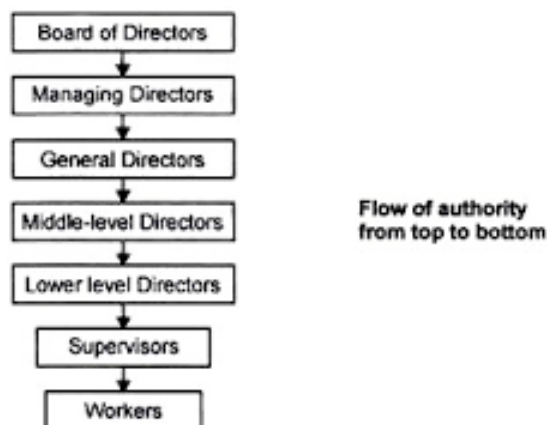 Board of Directors
Managing Directors
General Directors
Middle-level Directors
Lower level Directors
Supervisors
Workers
Flow of authority
from top to bottom